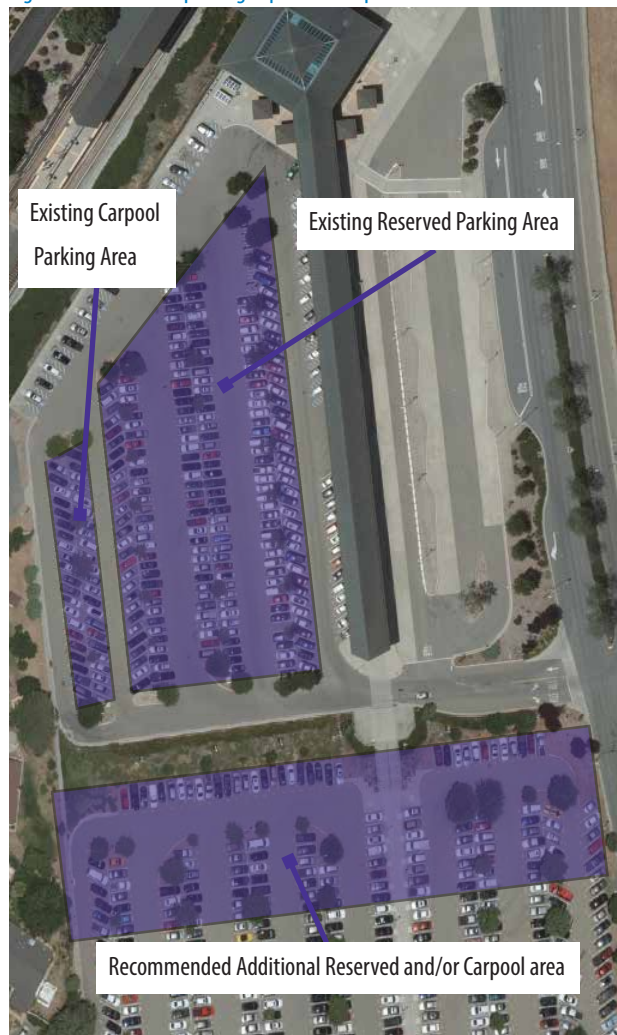 Existing Carpool
Parking Area
Existing Reserved Parking Area
Recommended Additional Reserved and/or Carpool area